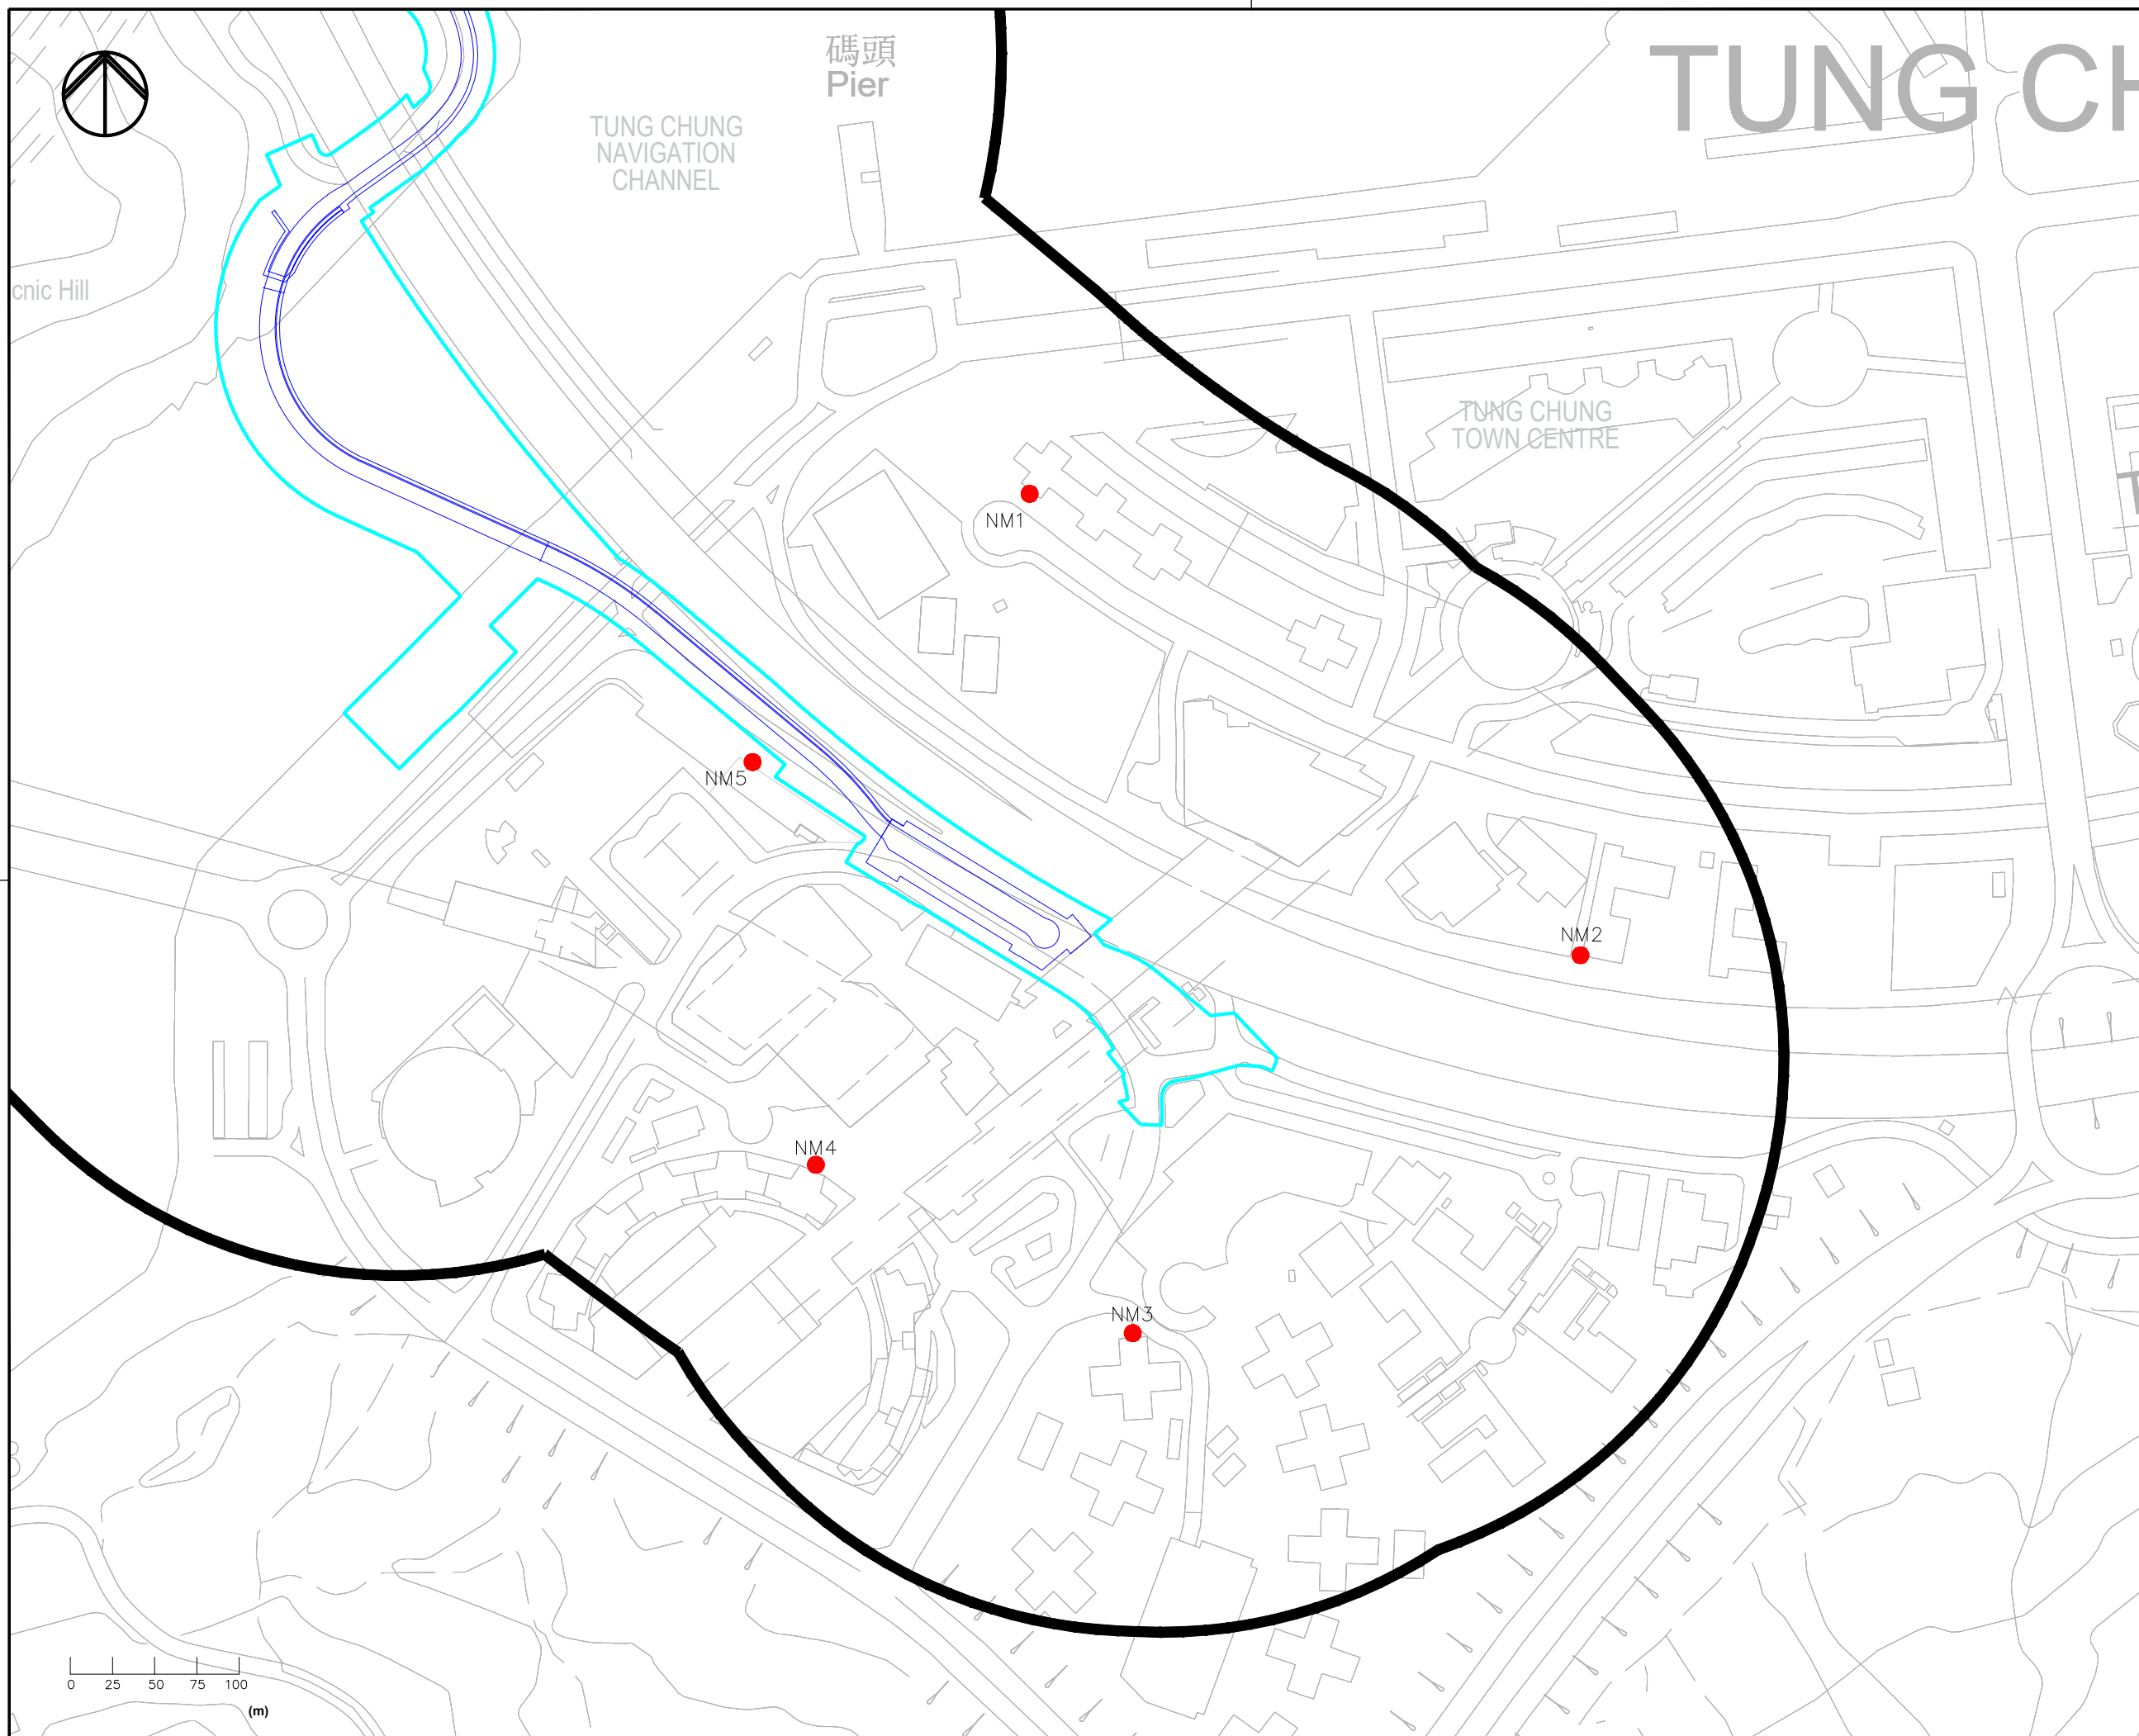 碼頭
Pier
TUNG CH
TUNG CHUNG
NAVIGATION
CHANNEL
cnic Hill
TUNG CHUNG
TOWN CENTRE
T
NM1
NM5
NM2
NM4
NM3
0 25 50 75 100
(m)